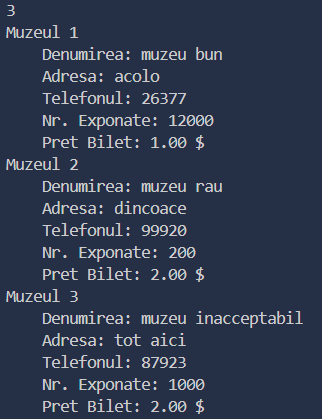 3
Muzeul 1
Denumirea: muzeu bun
Adresa: acolo
Telefonul: 26377
Nr. Exponate: 12000
Pret Bilet: 1.00 $
Muzeul 2
Denumirea: muzeu rau
Adresa: dincoace
Telefonul: 99920
Nr. Exponate: 200
Pret Bilet: 2.00 $
Muzeul 3
Denumirea: muzeu inacceptabil
Adresa: tot aici
Telefonul: 87923
Nr. Exponate: 1000
Pret Bilet: 2.00 $